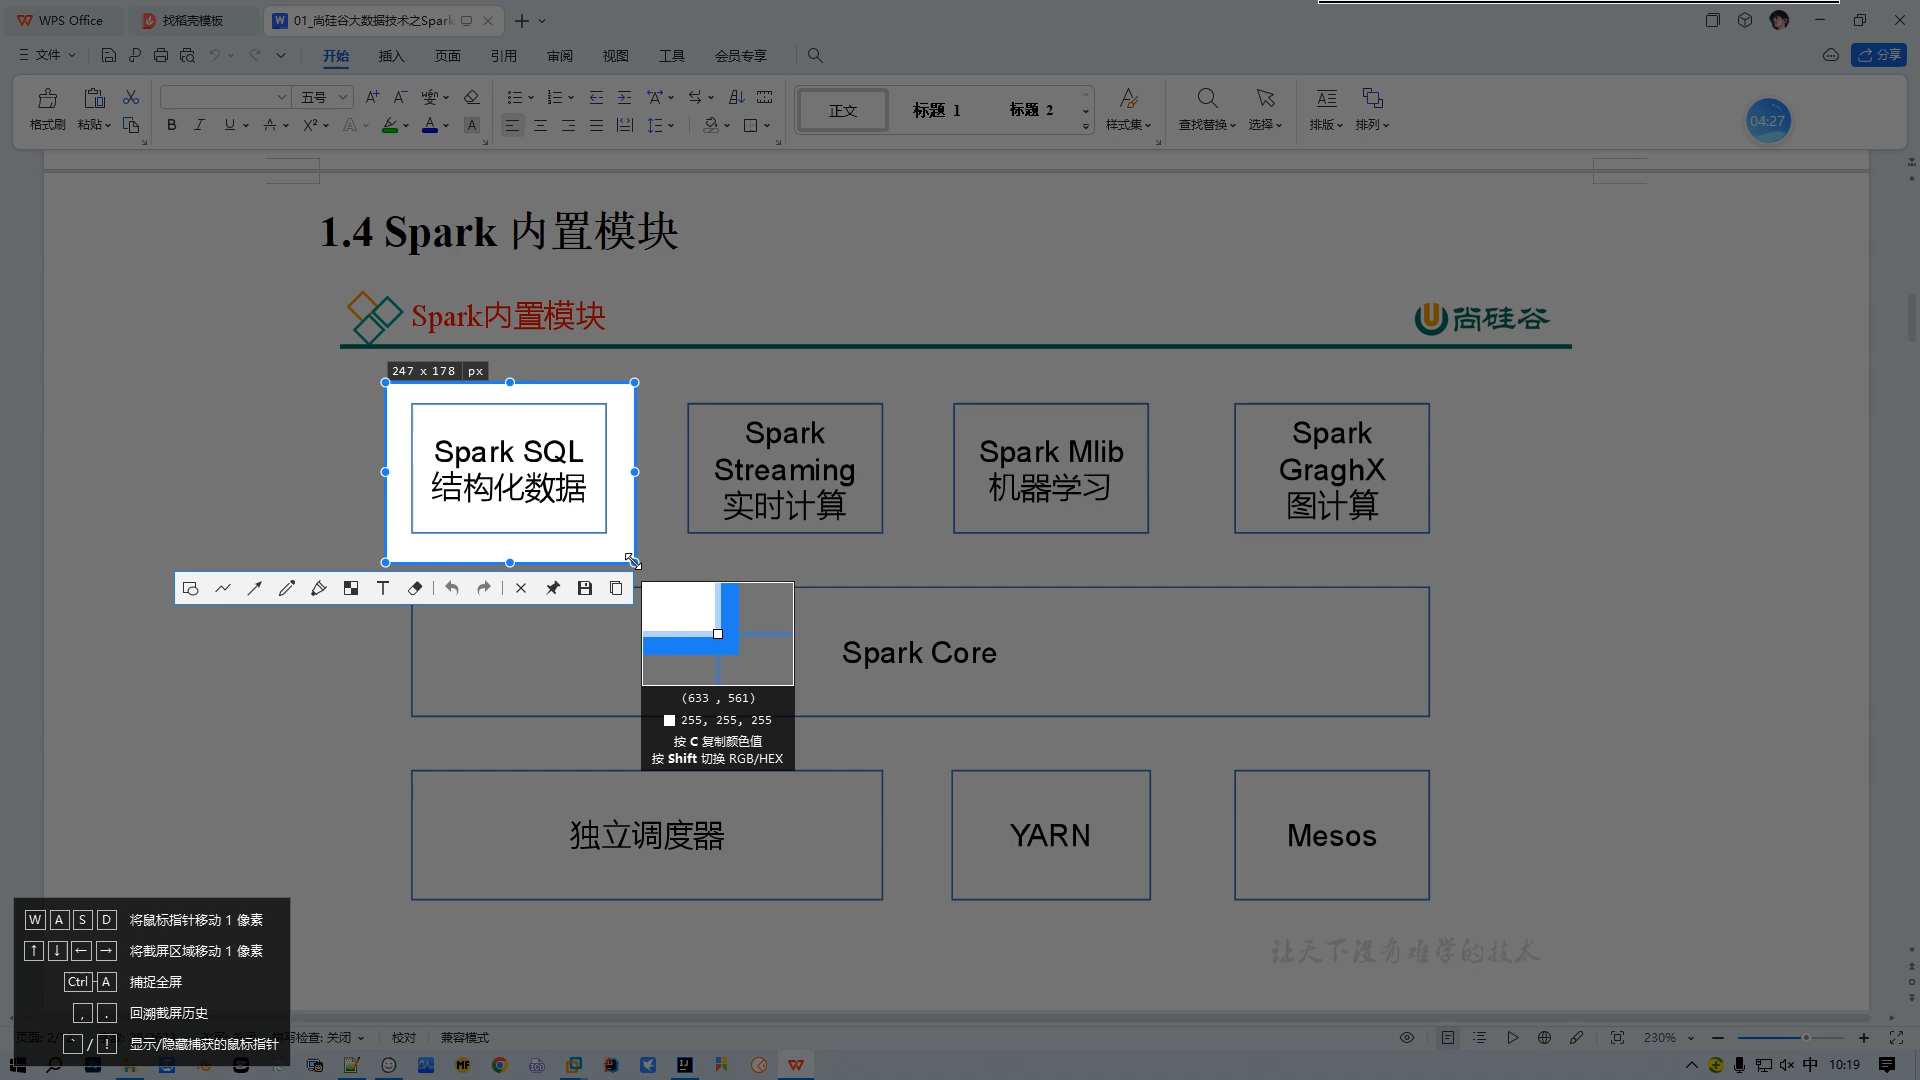 WPS Office
找稻壳模板
01_尚硅谷大数据技术之Spark
文件
开始
插入
页面
引用
审阅
视图
工具
会员专享
分享
格式刷
粘贴
五号
正文
标题 1
标题 2
样式集
查找替换
选择
排版
排列
04:27
1.4 Spark 内置模块
Spark内置模块
尚硅谷
247 x 178 px
Spark SQL
结构化数据
Spark
Streaming
实时计算
Spark Mlib
机器学习
Spark
GraghX
图计算
Spark Core
(633 , 561)
255, 255, 255
按 C 复制颜色值
按 Shift 切换 RGB/HEX
独立调度器
YARN
Mesos
让天下没有难学的技术
W A S D 将鼠标指针移动 1 像素
↑ ↓ ← → 将截屏区域移动 1 像素
Ctrl A 捕捉全屏
, . 回溯截屏历史
` / ! 显示/隐藏捕获的鼠标指针
检查: 关闭
校对
兼容模式
230%
中
10:19